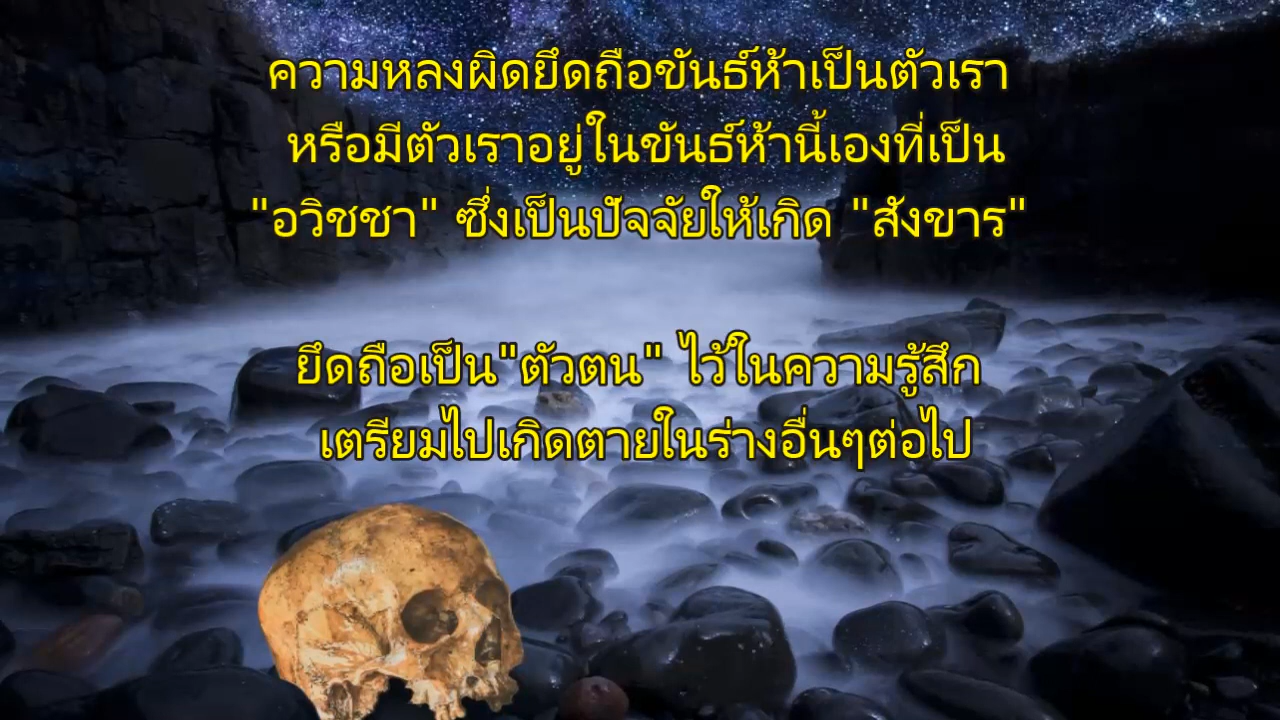 ความหลงผิดยึดถือขันธ์ห้าเป็นตัวเรา
หรือมีตัวเราอยู่ในขันธ์ห้านี้เองที่เป็น
"อวิชชา" ซึ่งเป็นปัจจัยให้เกิด "สังขาร"
ยึดถือเป็น"ตัวตน" ไว้ในความรู้สึก
เตรียมไปเกิดตายในร่างอื่นๆต่อไป